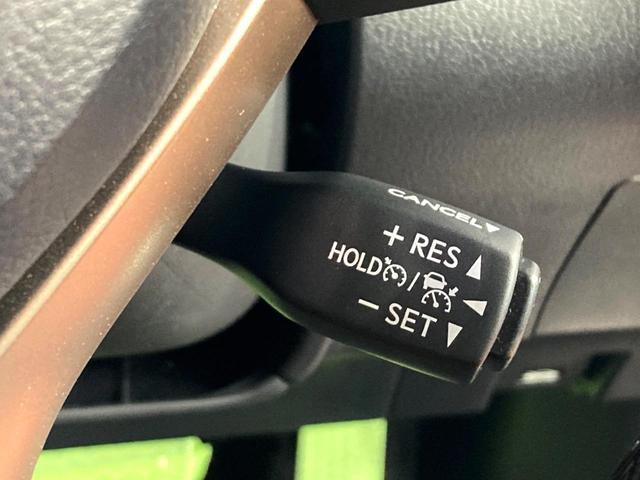 CANCEL▼
+ RES ▲
HOLD / ◀
− SET ▼